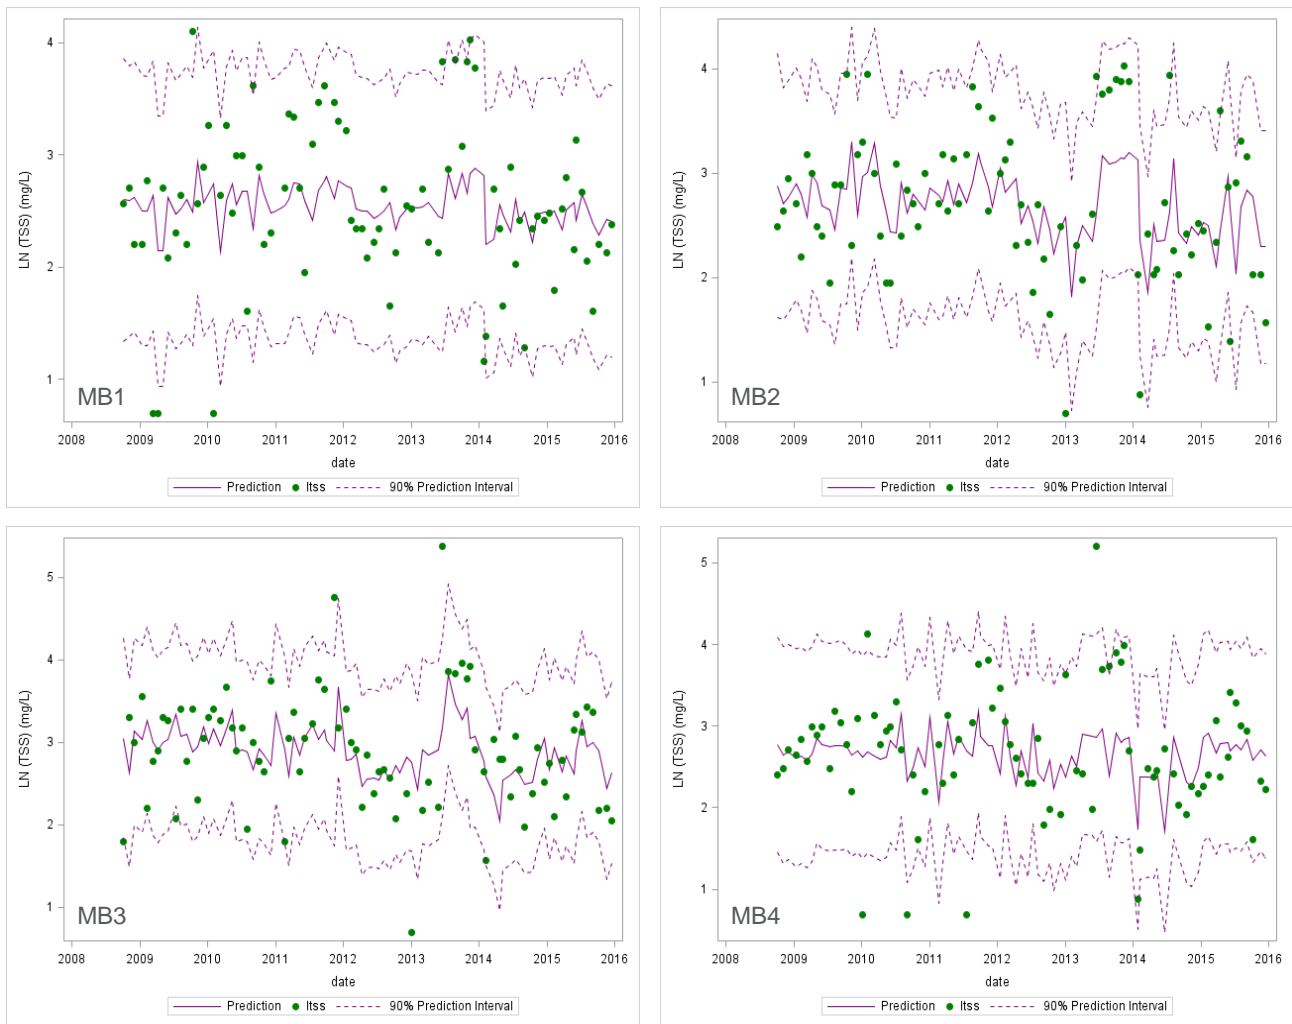 4
3
2
1
LN (TSS) (mg/L)
MB1
2008 2009 2010 2011 2012 2013 2014 2015 2016
date
Prediction ltss 90% Prediction Interval
4
3
2
1
LN (TSS) (mg/L)
MB2
2008 2009 2010 2011 2012 2013 2014 2015 2016
date
Prediction ltss 90% Prediction Interval
5
4
3
2
1
LN (TSS) (mg/L)
MB3
2008 2009 2010 2011 2012 2013 2014 2015 2016
date
Prediction ltss 90% Prediction Interval
5
4
3
2
1
LN (TSS) (mg/L)
MB4
2008 2009 2010 2011 2012 2013 2014 2015 2016
date
Prediction ltss 90% Prediction Interval